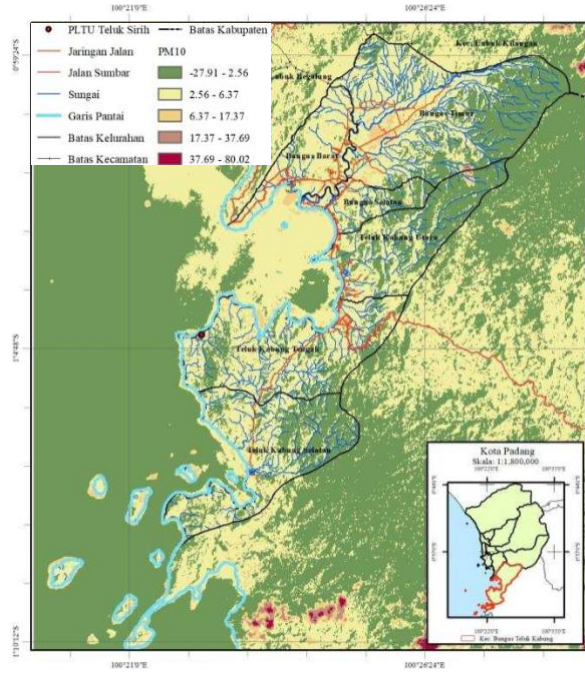 100°21'9"E
100°26'24"E
PLTU Teluk Sirih
Jaringan Jalan
Jalan Sumbar
Sungai
Garis Pantai
Batas Kelurahan
Batas Kecamatan
Batas Kabupaten
PM10
-27.91 - 2.56
2.56 - 6.37
6.37 - 17.37
17.37 - 37.69
37.69 - 80.02
0°59'24"S
Kec. Lubuk Kilangan
Bungus Timur
Bungus Barat
Bungus Selatan
Teluk Kabung Utara
1°4'48"S
Teluk Kabung Tengah
Teluk Kabung Selatan
Kota Padang
Skala: 1:1,800,000
Kec. Bungus Teluk Kabung
1°10'12"S
100°21'9"E
100°26'24"E